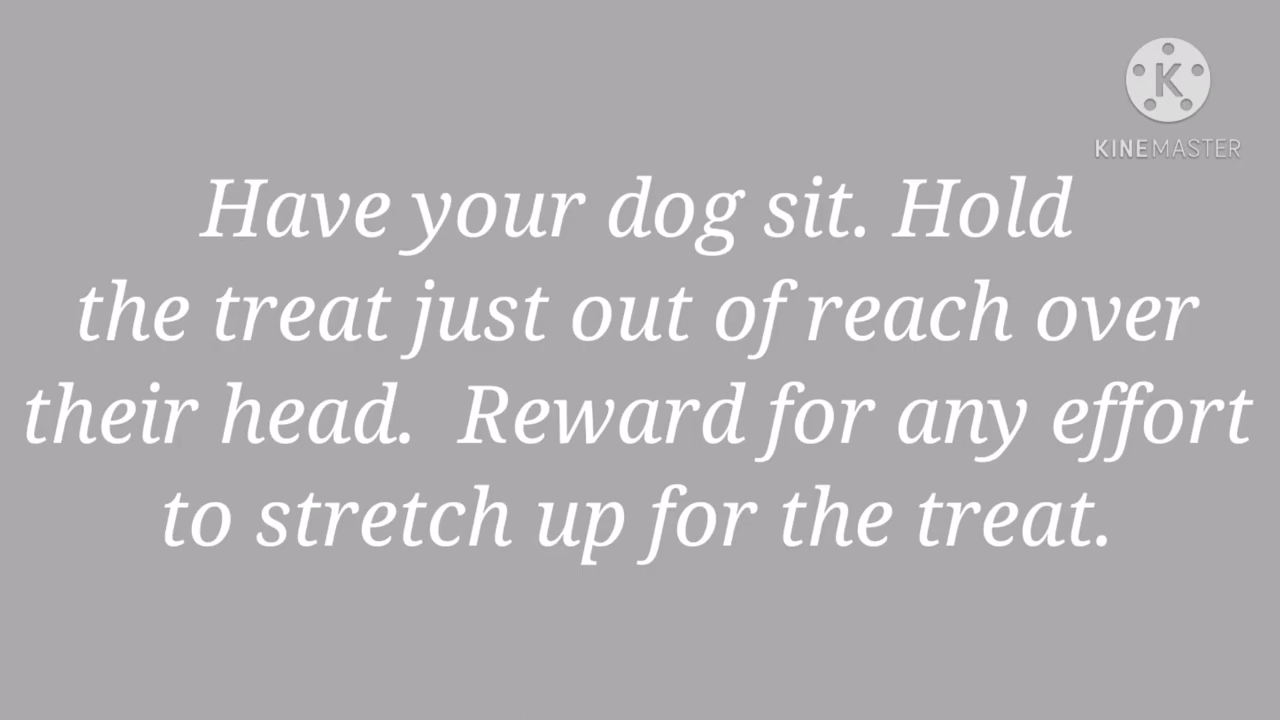 K
KINEMASTER
Have your dog sit. Hold
the treat just out of reach over
their head.  Reward for any effort
to stretch up for the treat.